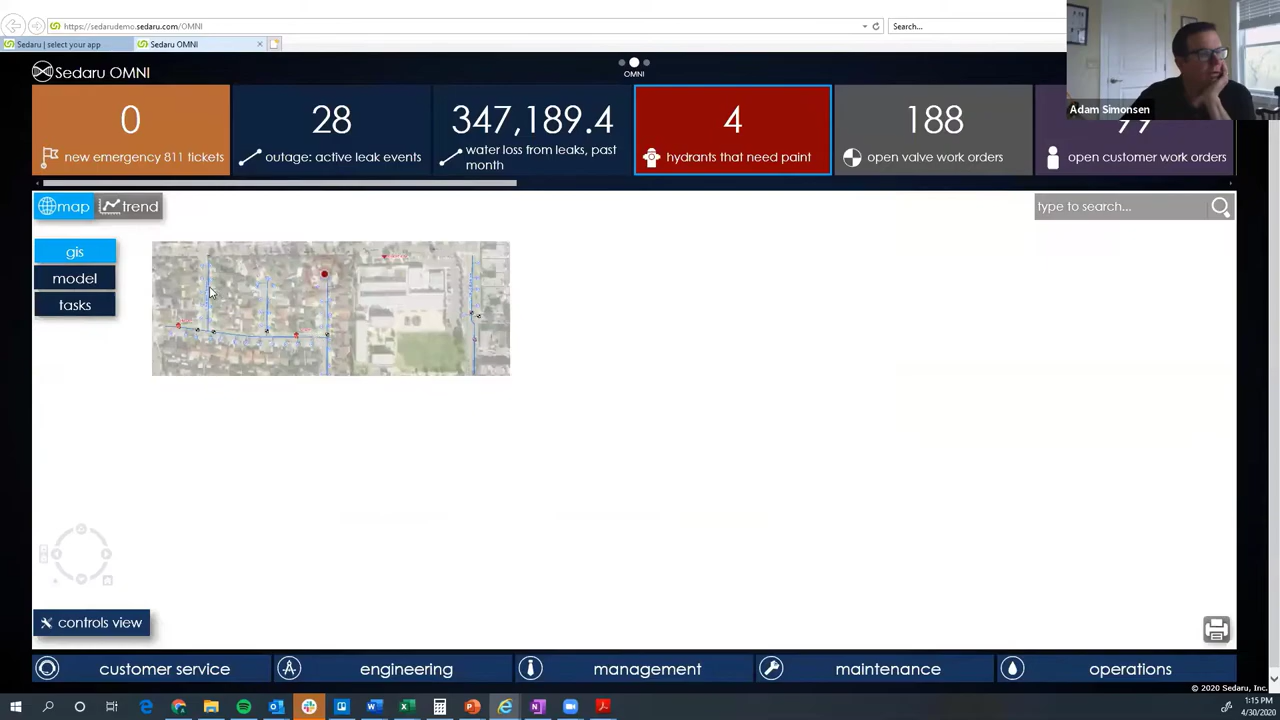 https://sedarudemo.sedaru.com/OMNI
Search...
Sedaru | select your app
Sedaru OMNI
Sedaru OMNI
OMNI
Adam Simonsen
0
new emergency 811 tickets
28
outage: active leak events
347,189.4
water loss from leaks, past
month
4
hydrants that need paint
188
open valve work orders
open customer work orders
map
trend
type to search...
gis
model
tasks
controls view
customer service
engineering
management
maintenance
operations
© 2020 Sedaru, Inc.
1:15 PM
4/30/2020